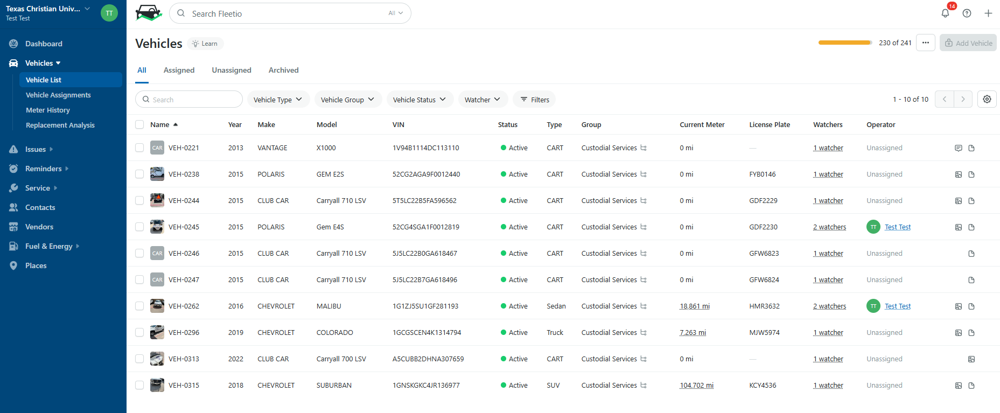 Texas Christian Univ...
Test Test
TT
Search Fleetio
All
14
Dashboard
Vehicles
Vehicle List
Vehicle Assignments
Meter History
Replacement Analysis
Issues
Reminders
Service
Contacts
Vendors
Fuel & Energy
Places
Vehicles
Learn
230 of 241
Add Vehicle
All Assigned Unassigned Archived
Search Vehicle Type Vehicle Group Vehicle Status Watcher Filters 1 - 10 of 10
Name Year Make Model VIN Status Type Group Current Meter License Plate Watchers Operator
CAR VEH-0221 2013 VANTAGE X1000 1V94B1114DC113110 Active CART Custodial Services 0 mi — 1 watcher Unassigned
VEH-0238 2015 POLARIS GEM E2S 52CG2AGA9F0012440 Active CART Custodial Services 0 mi FYB0146 1 watcher Unassigned
VEH-0244 2015 CLUB CAR Carryall 710 LSV 5T5LC22B5FA596562 Active CART Custodial Services 0 mi GDF2229 1 watcher Unassigned
VEH-0245 2015 POLARIS Gem E4S 52CG4SGA1F0012819 Active CART Custodial Services 0 mi GDF2230 2 watchers TT Test Test
CAR VEH-0246 2015 CLUB CAR Carryall 710 LSV 5J5LC22B0GA618467 Active CART Custodial Services 0 mi GFW6823 1 watcher Unassigned
CAR VEH-0247 2015 CLUB CAR Carryall 710 LSV 5J5LC22B7GA618496 Active CART Custodial Services 0 mi GFW6824 1 watcher Unassigned
VEH-0262 2016 CHEVROLET MALIBU 1G1ZJ5SU1GF281193 Active Sedan Custodial Services 18,861 mi HMR3632 2 watchers TT Test Test
VEH-0296 2019 CHEVROLET COLORADO 1GCGSCEN4K1314794 Active Truck Custodial Services 7,263 mi MJW5974 1 watcher Unassigned
VEH-0313 2022 CLUB CAR Carryall 700 LSV A5CUBB2DHNA307659 Active CART Custodial Services 0 mi — 1 watcher Unassigned
VEH-0315 2018 CHEVROLET SUBURBAN 1GNSKGKC4JR136977 Active SUV Custodial Services 104,702 mi KCY4536 1 watcher Unassigned